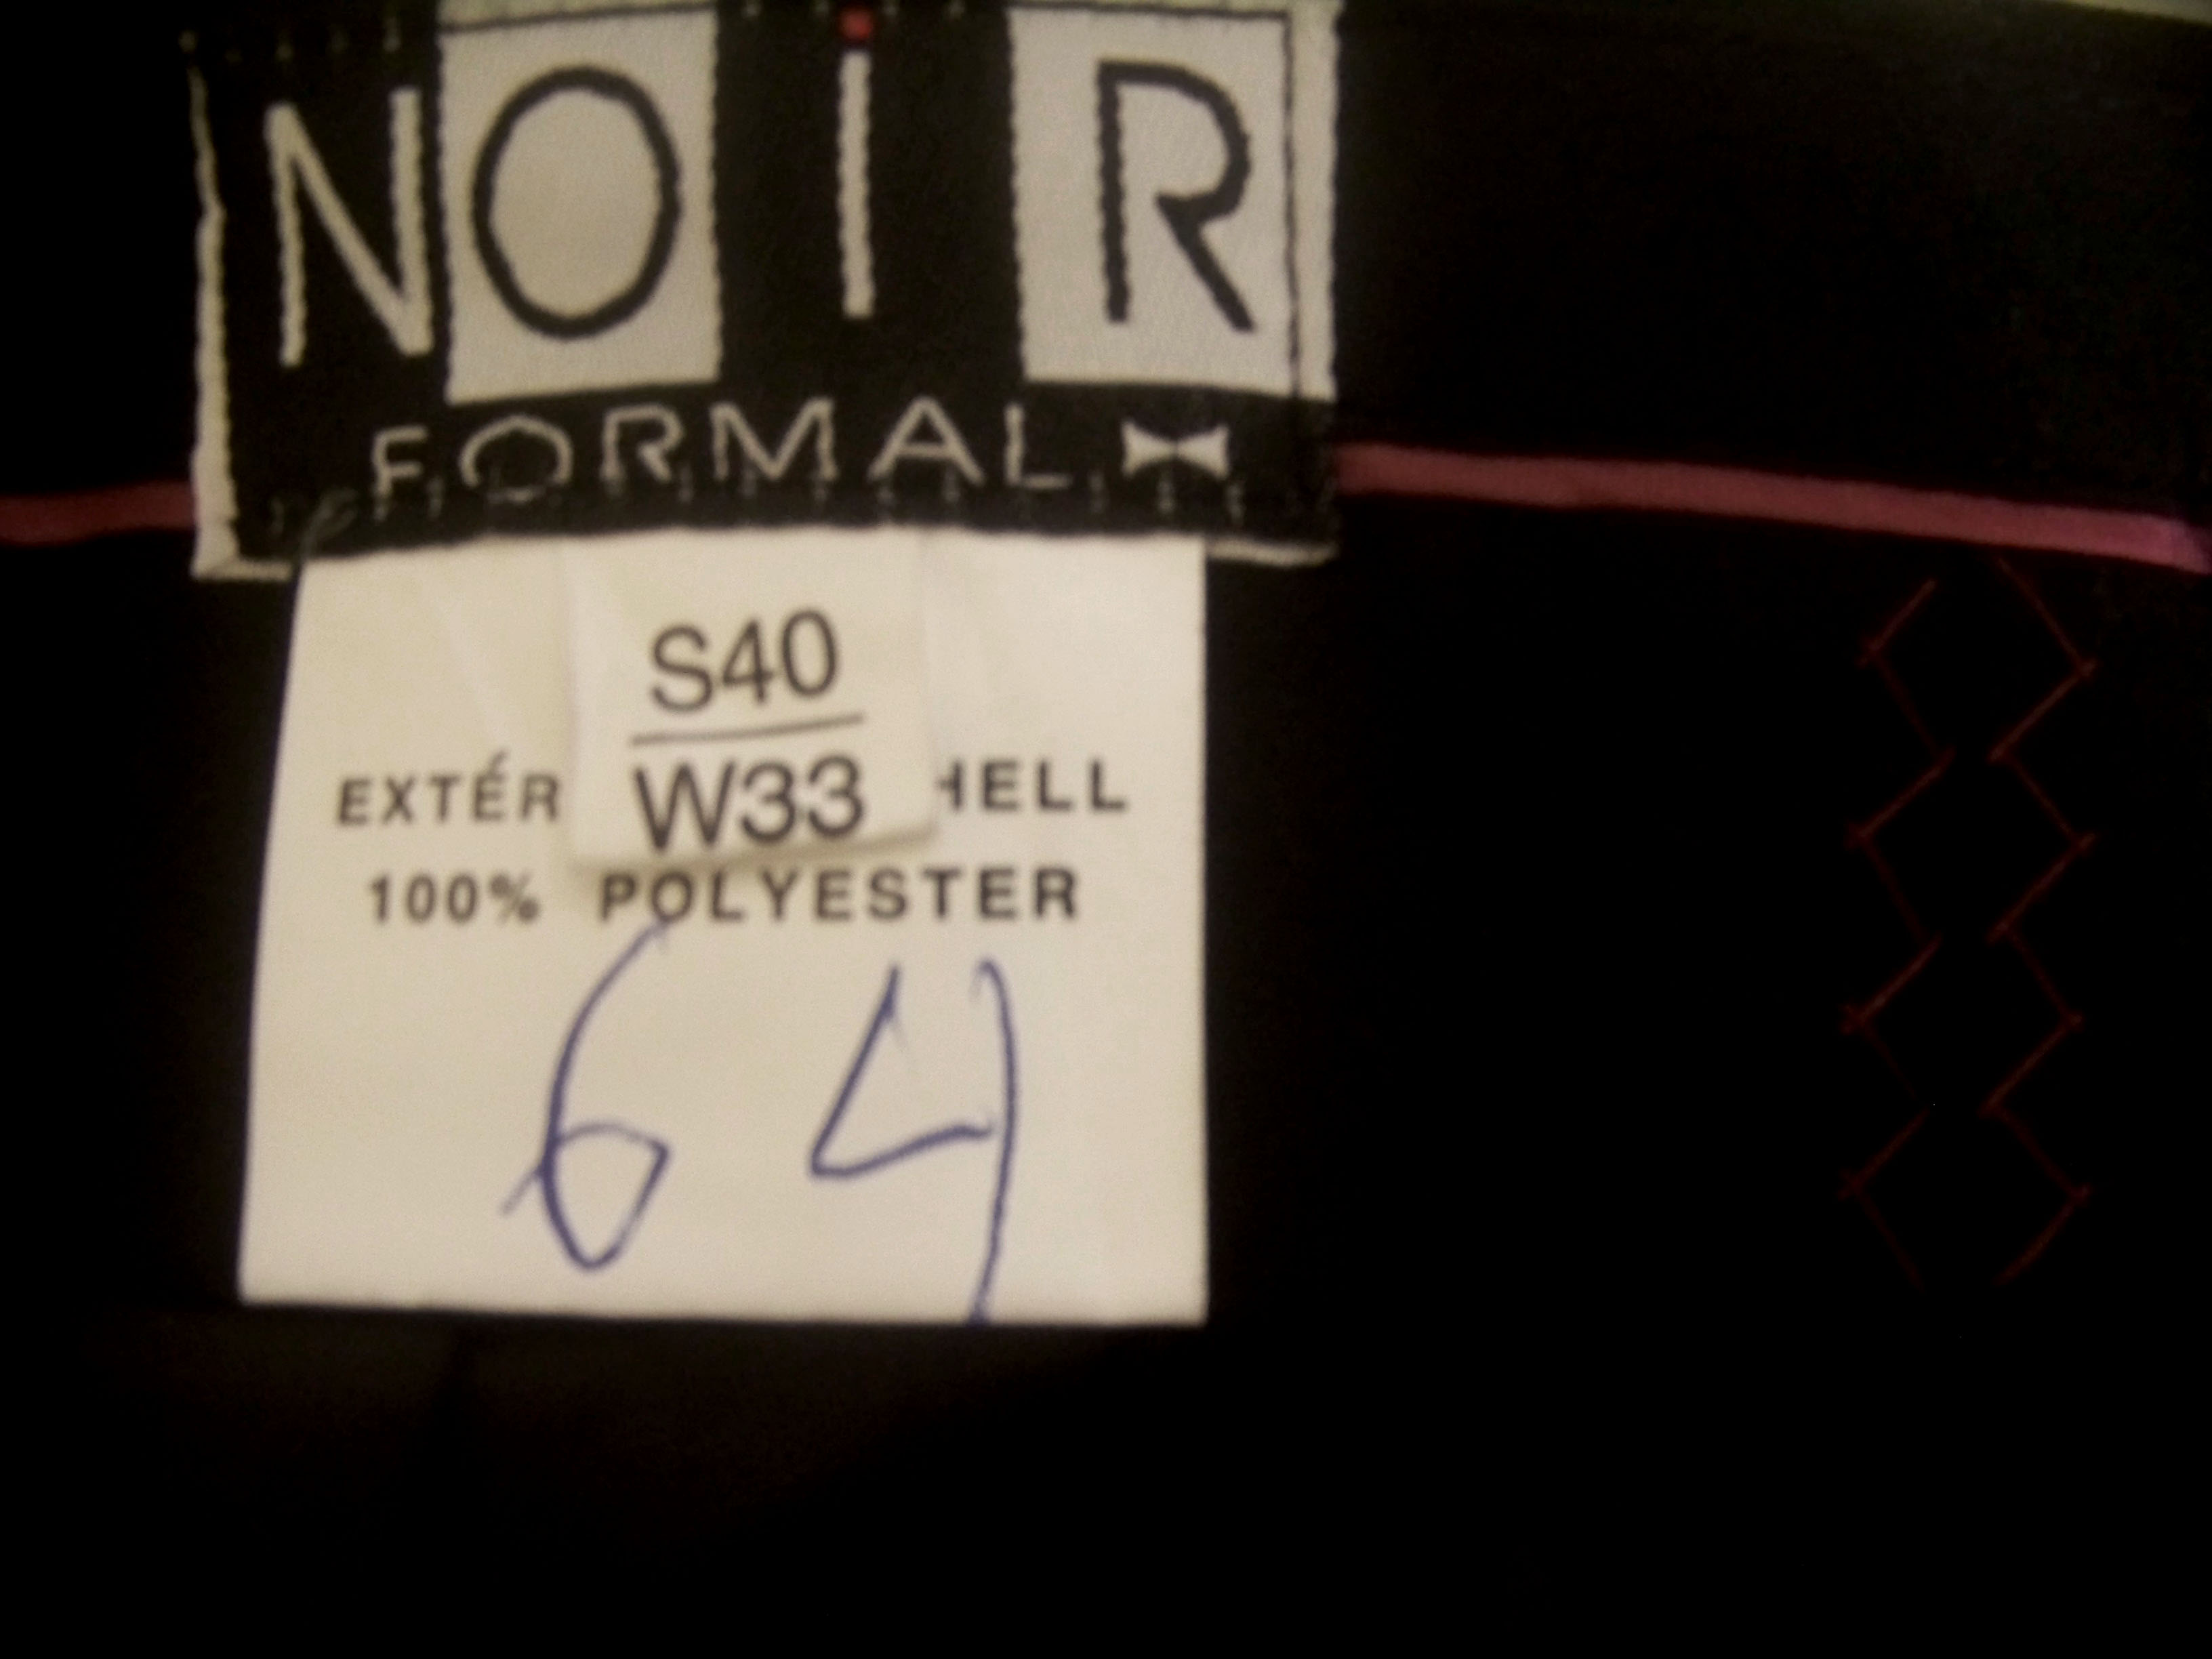 NOIR
FORMAL
S40
W33
EXTÉR HELL
100% POLYESTER
64